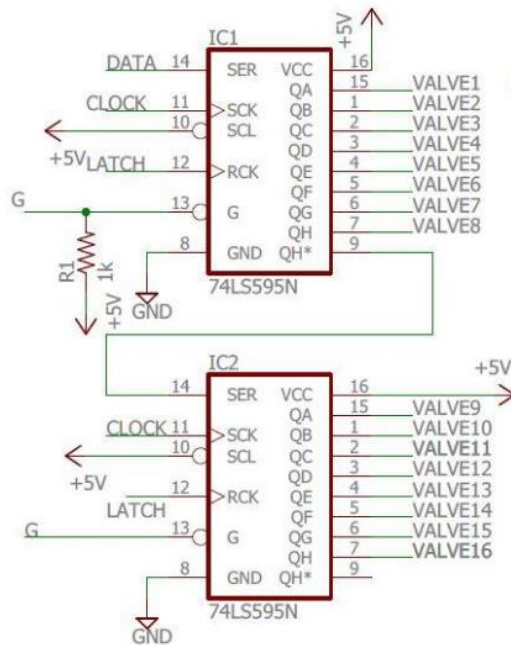 IC1
+5V
DATA 14 SER VCC 16
QA 15 VALVE1
CLOCK 11 SCK QB 1 VALVE2
10 SCL QC 2 VALVE3
+5V QD 3 VALVE4
LATCH 12 RCK QE 4 VALVE5
QF 5 VALVE6
G 13 G QG 6 VALVE7
QH 7 VALVE8
8 GND QH* 9
R1 1k
+5V
GND
74LS595N
IC2
+5V
14 SER VCC 16
QA 15 VALVE9
CLOCK 11 SCK QB 1 VALVE10
10 SCL QC 2 VALVE11
+5V QD 3 VALVE12
12 RCK QE 4 VALVE13
LATCH QF 5 VALVE14
G 13 G QG 6 VALVE15
QH 7 VALVE16
8 GND QH* 9
GND
74LS595N